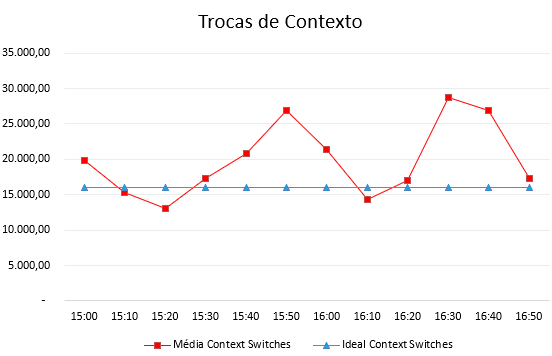 Trocas de Contexto
35.000,00
30.000,00
25.000,00
20.000,00
15.000,00
10.000,00
5.000,00
-
15:00 15:10 15:20 15:30 15:40 15:50 16:00 16:10 16:20 16:30 16:40 16:50
Média Context Switches Ideal Context Switches